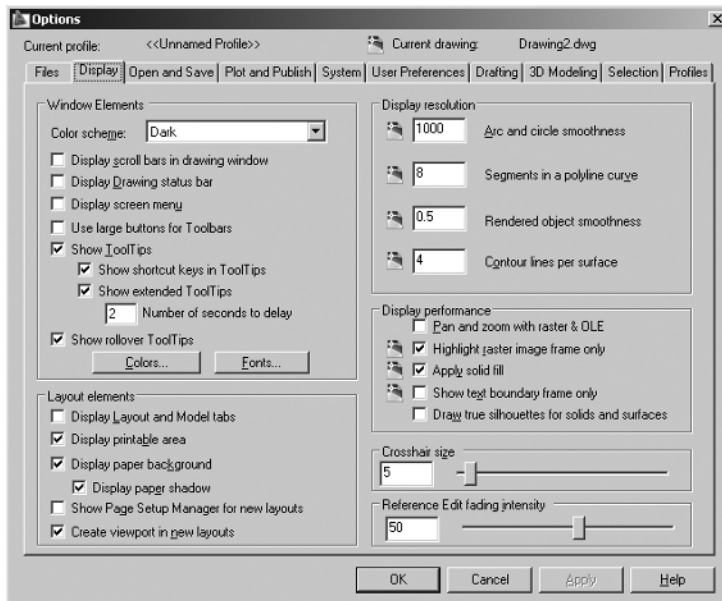 Options
Current profile: <<Unnamed Profile>> Current drawing: Drawing2.dwg
Files Display Open and Save Plot and Publish System User Preferences Drafting 3D Modeling Selection Profiles
Window Elements
Color scheme: Dark
Display scroll bars in drawing window
Display Drawing status bar
Display screen menu
Use large buttons for Toolbars
Show ToolTips
Show shortcut keys in ToolTips
Show extended ToolTips
2 Number of seconds to delay
Show rollover ToolTips
Colors... Fonts...
Layout elements
Display Layout and Model tabs
Display printable area
Display paper background
Display paper shadow
Show Page Setup Manager for new layouts
Create viewport in new layouts
Display resolution
1000 Arc and circle smoothness
8 Segments in a polyline curve
0.5 Rendered object smoothness
4 Contour lines per surface
Display performance
Pan and zoom with raster & OLE
Highlight raster image frame only
Apply solid fill
Show text boundary frame only
Draw true silhouettes for solids and surfaces
Crosshair size
5
Reference Edit fading intensity
50
OK Cancel Apply Help